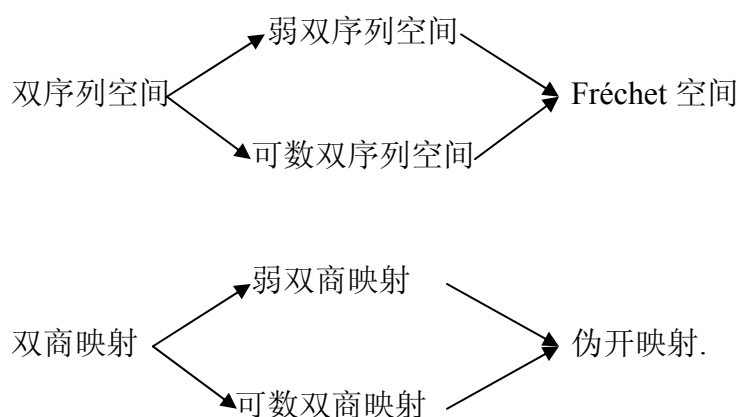 弱双序列空间
双序列空间 Fréchet 空间
可数双序列空间
弱双商映射
双商映射 伪开映射.
可数双商映射